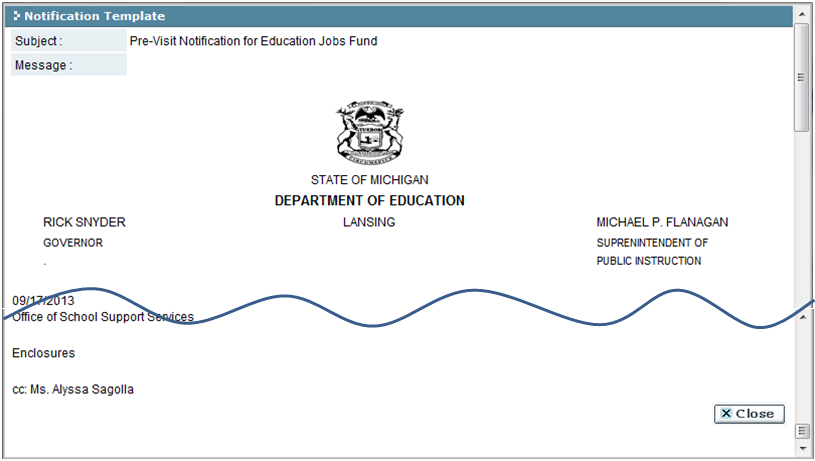 Notification Template
Subject : Pre-Visit Notification for Education Jobs Fund
Message :
TUEBOR
CIRCUMSPICE
STATE OF MICHIGAN
DEPARTMENT OF EDUCATION
RICK SNYDER LANSING MICHAEL P. FLANAGAN
GOVERNOR SUPRENINTENDENT OF
. PUBLIC INSTRUCTION
09/17/2013
Office of School Support Services
Enclosures
cc: Ms. Alyssa Sagolla
Close